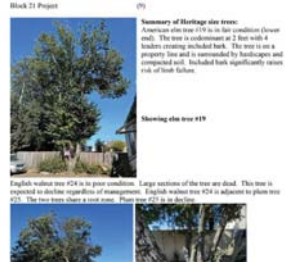 Block 21 Project
(9)
Summary of Heritage size trees:
American elm tree #19 is in fair condition (lower
end). The tree is codominant at 2 feet with 4
leaders creating included bark. The tree is on a
property line and is surrounded by hardscapes and
compacted soil. Included bark significantly raises
risk of limb failure.
Showing elm tree #19
English walnut tree #24 is in poor condition. Large sections of the tree are dead. This tree is
expected to decline regardless of management. English walnut tree #24 is adjacent to plum tree
#25. The two trees share a root zone. Plum tree #25 is in decline.